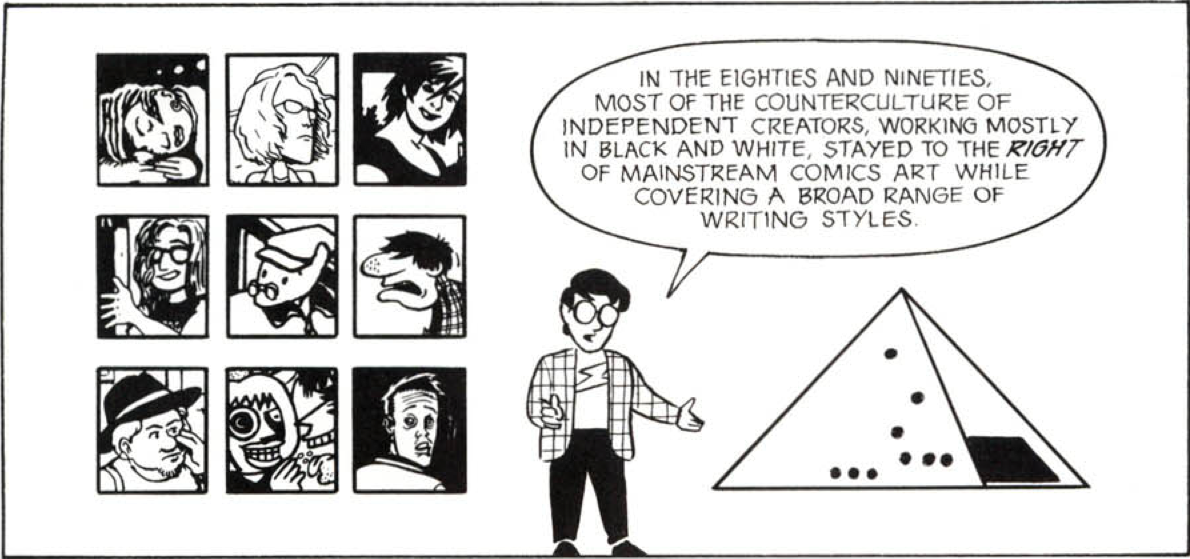 IN THE EIGHTIES AND NINETIES,
MOST OF THE COUNTERCULTURE OF
INDEPENDENT CREATORS, WORKING MOSTLY
IN BLACK AND WHITE, STAYED TO THE RIGHT
OF MAINSTREAM COMICS ART WHILE
COVERING A BROAD RANGE OF
WRITING STYLES.